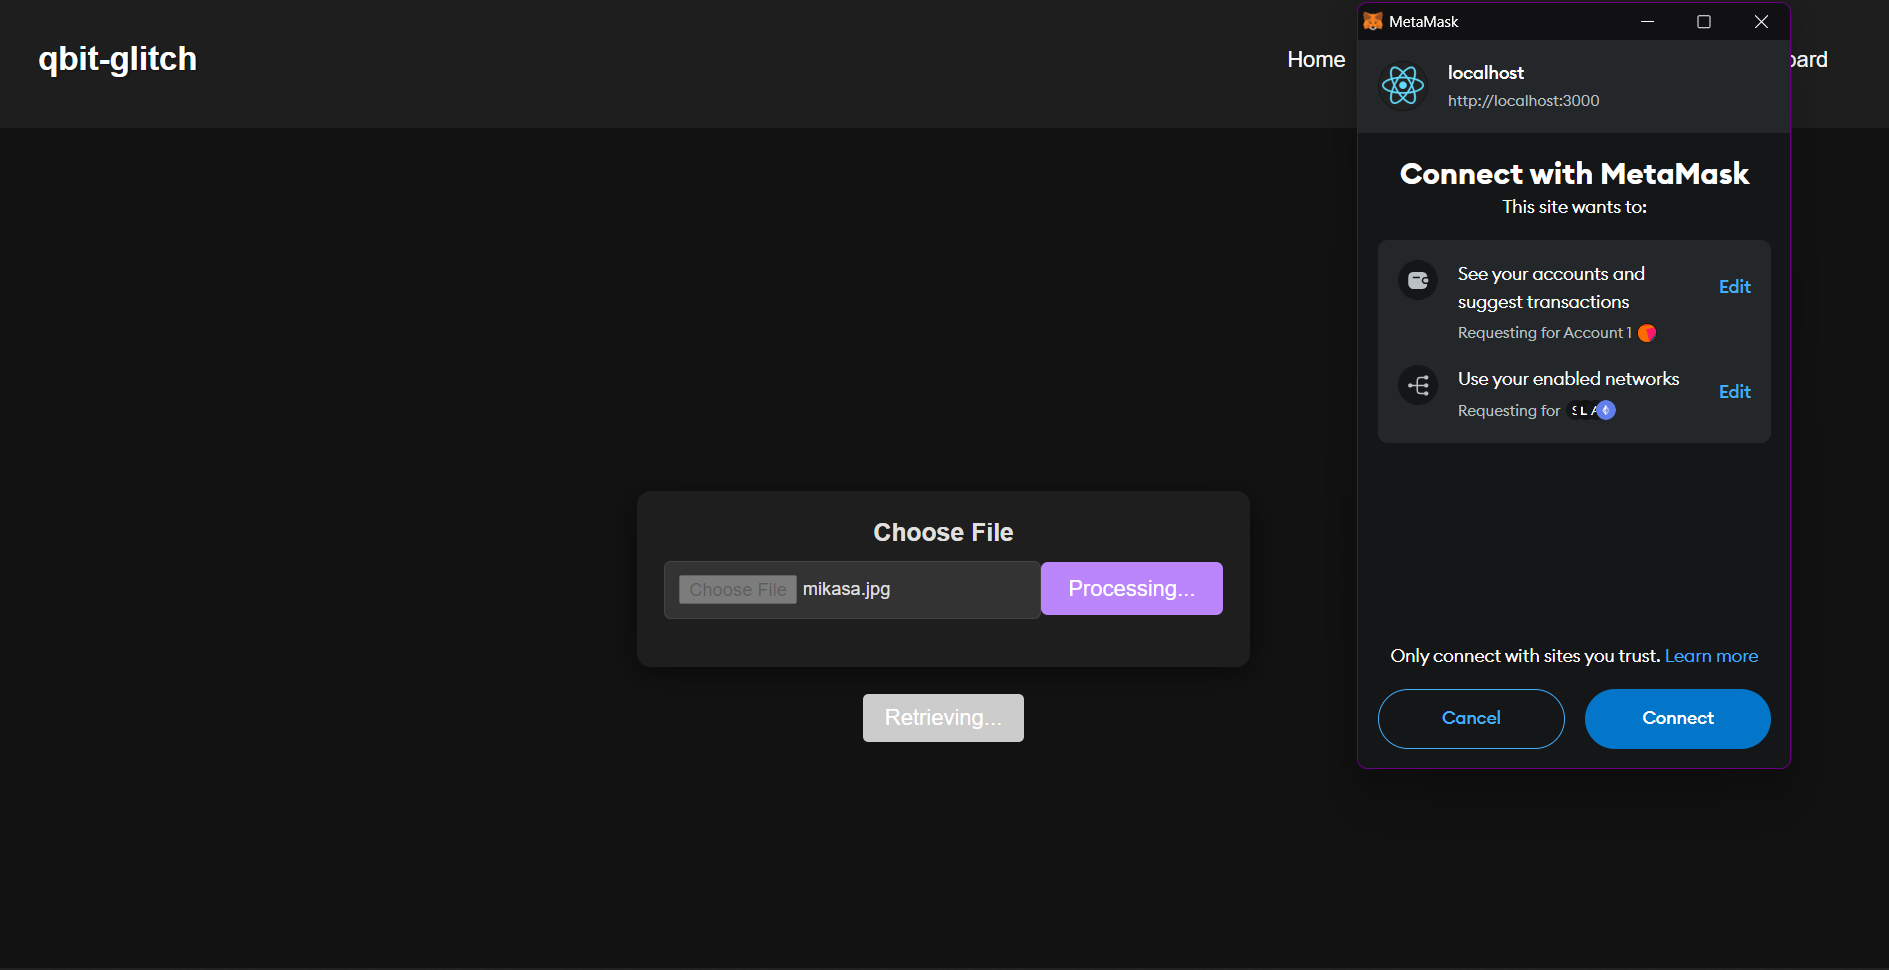 qbit-glitch
Home
MetaMask
localhost
http://localhost:3000
Connect with MetaMask
This site wants to:
See your accounts and
suggest transactions
Edit
Requesting for Account 1
Use your enabled networks
Edit
Requesting for
S L A
Only connect with sites you trust. Learn more
Cancel
Connect
Choose File
Choose File mikasa.jpg
Processing...
Retrieving...